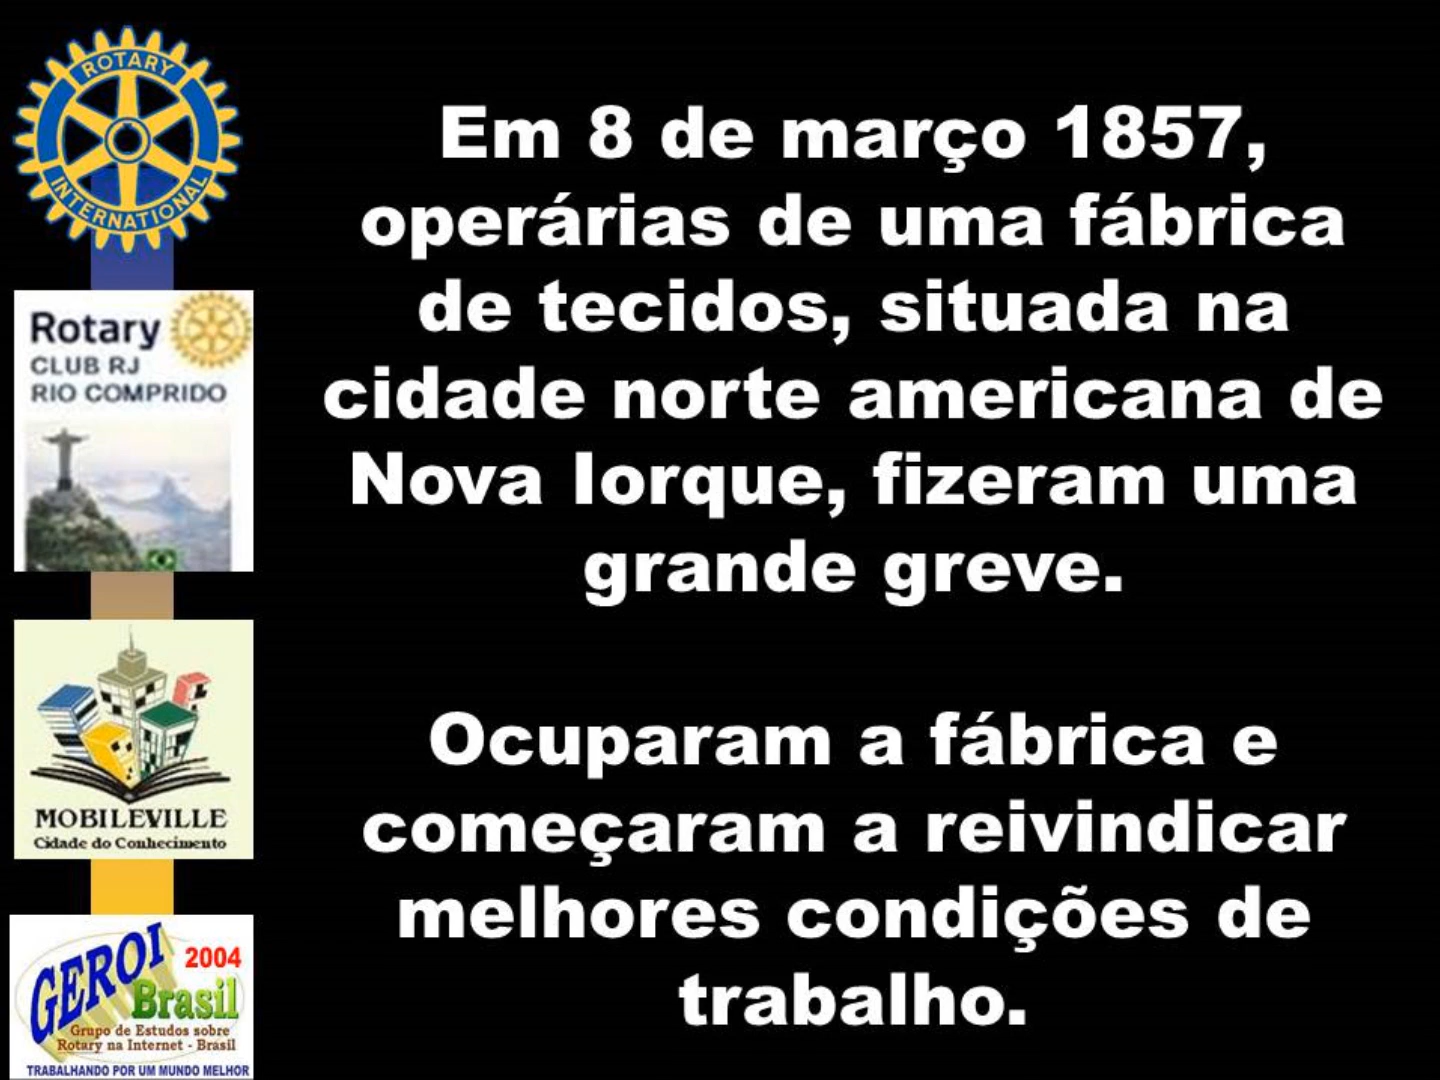 ROTARY
INTERNATIONAL
Rotary
CLUB RJ
RIO COMPRIDO
MOBILEVILLE
Cidade do Conhecimento
GEROI
2004
Brasil
Grupo de Estudos sobre
Rotary na Internet - Brasil
TRABALHANDO POR UM MUNDO MELHOR
Em 8 de março 1857,
operárias de uma fábrica
de tecidos, situada na
cidade norte americana de
Nova Iorque, fizeram uma
grande greve.
Ocuparam a fábrica e
começaram a reivindicar
melhores condições de
trabalho.